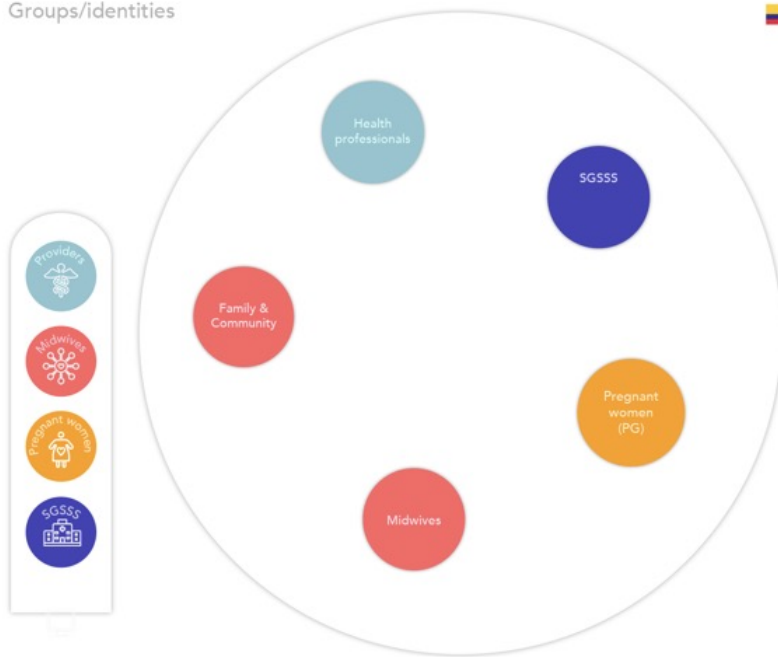 Groups/identities
Health
professionals
SGSSS
Family &
Community
Pregnant
women
(PG)
Midwives
Providers
Midwives
Pregnant women
SGSSS